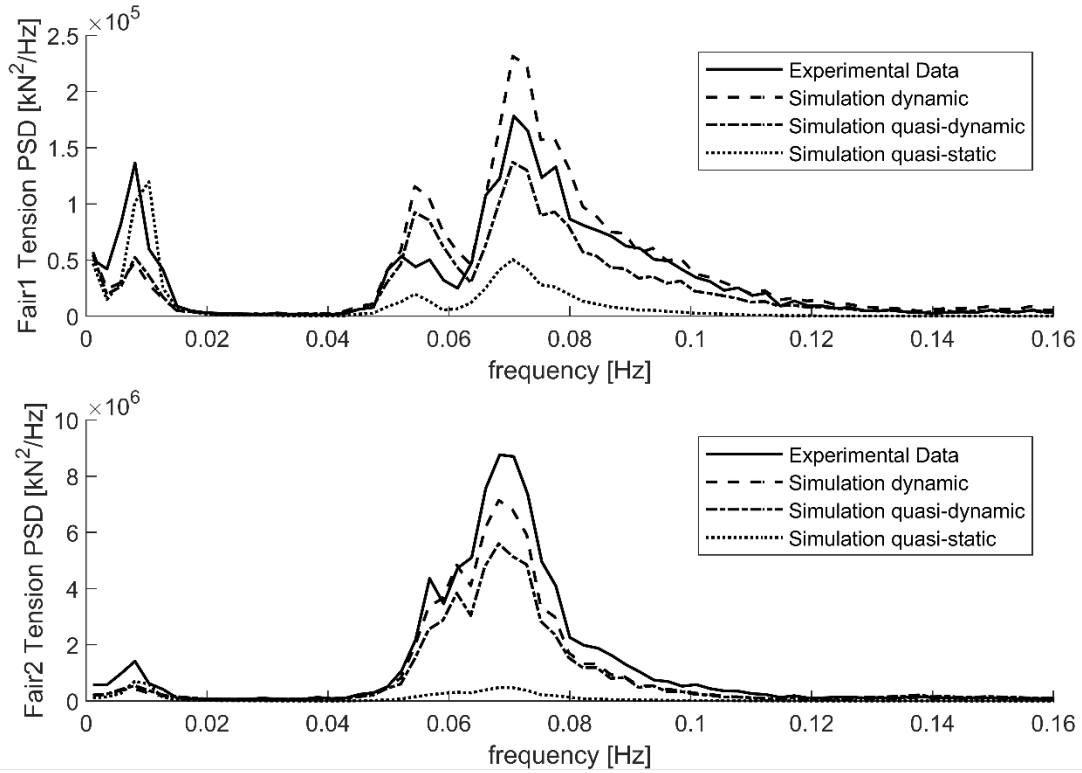 ×10^5
2.5
2
1.5
1
0.5
0
Fair1 Tension PSD [kN^2/Hz]
Experimental Data
Simulation dynamic
Simulation quasi-dynamic
Simulation quasi-static
0 0.02 0.04 0.06 0.08 0.1 0.12 0.14 0.16
frequency [Hz]
×10^6
10
8
6
4
2
0
Fair2 Tension PSD [kN^2/Hz]
Experimental Data
Simulation dynamic
Simulation quasi-dynamic
Simulation quasi-static
0 0.02 0.04 0.06 0.08 0.1 0.12 0.14 0.16
frequency [Hz]